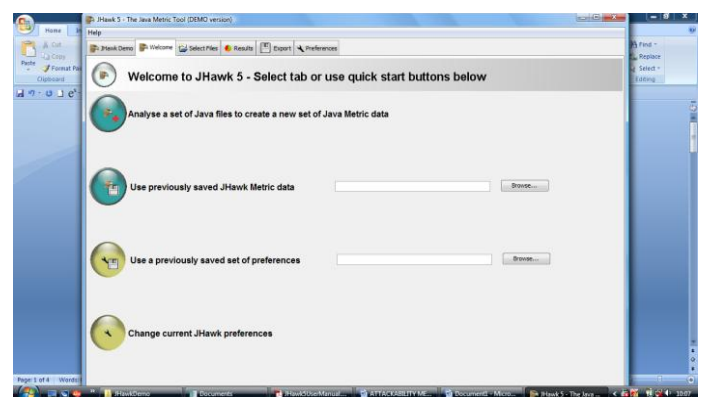 JHawk 5 - The Java Metric Tool (DEMO version)
Home
Help
JHawk Demo Welcome Select Files Results Export Preferences
Cut
Copy
Format Pai
Paste
Clipboard
Find
Replace
Select
Editing
Welcome to JHawk 5 - Select tab or use quick start buttons below
Analyse a set of Java files to create a new set of Java Metric data
Use previously saved JHawk Metric data
Browse...
Use a previously saved set of preferences
Browse...
Change current JHawk preferences
Page: 1 of 4 Words:
JHawkDemo Documents JHawk5UserManual... ATTACKABILITY ME... Document1 - Micro... JHawk 5 - The Java ... 10:07